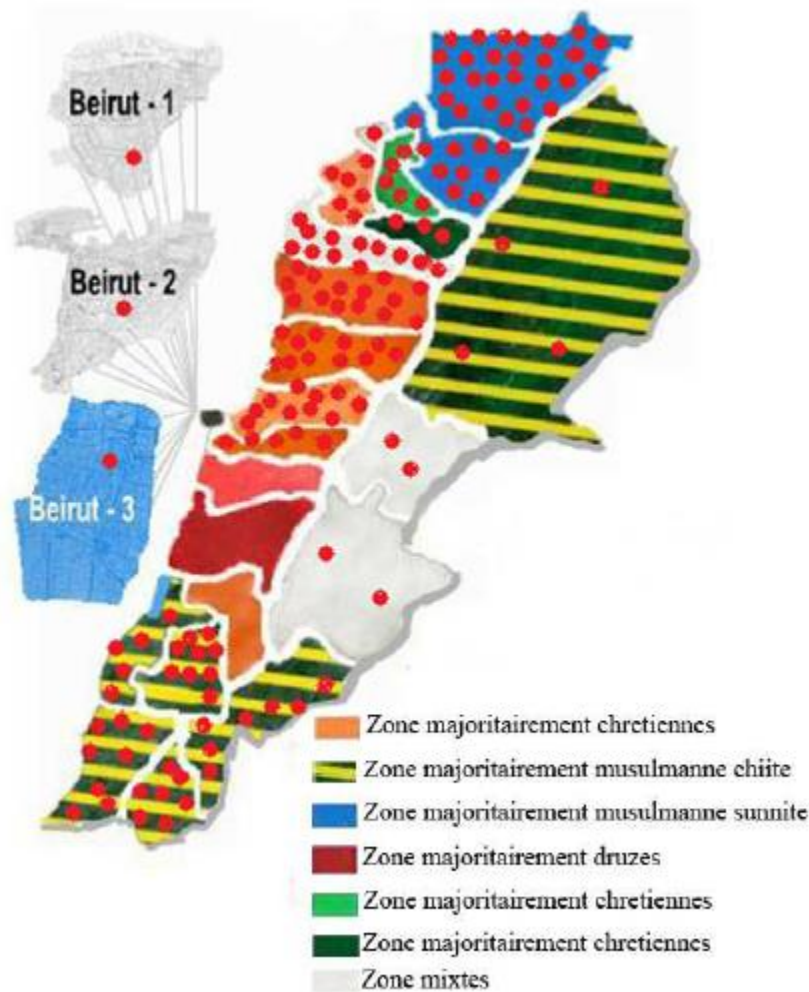 Beirut - 1
Beirut - 2
Beirut - 3
Zone majoritairement chretiennes
Zone majoritairement musulmanne chiite
Zone majoritairement musulmanne sunnite
Zone majoritairement druzes
Zone majoritairement chretiennes
Zone majoritairement chretiennes
Zone mixtes